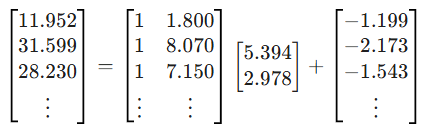 11.952 1 1.800 -1.199
31.599 1 8.070 5.394 -2.173
28.230 = 1 7.150 2.978 + -1.543
⋮ ⋮ ⋮ ⋮